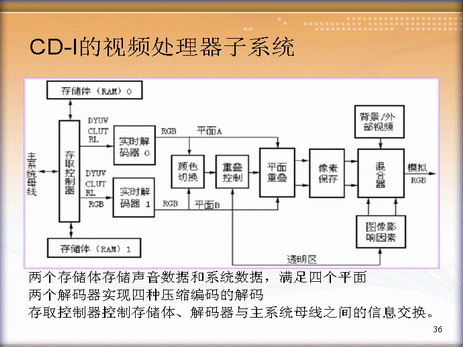 CD-I的视频处理器子系统
存储体（RAM）0
背景/外
部视频
DYUV
CLUT
RL
实时解
码器 0
RGB
平面A
主系统母线
存取控制器
颜色
切换
重叠
控制
平面
重叠
像素
保存
混合器
模拟
RGB
DYUV
CLUT
RL
RGB
实时解
码器 1
RGB
平面B
存储体（RAM）1
图像影
响因素
透明区
两个存储体存储声音数据和系统数据，满足四个平面
两个解码器实现四种压缩编码的解码
存取控制器控制存储体、解码器与主系统母线之间的信息交换。
36